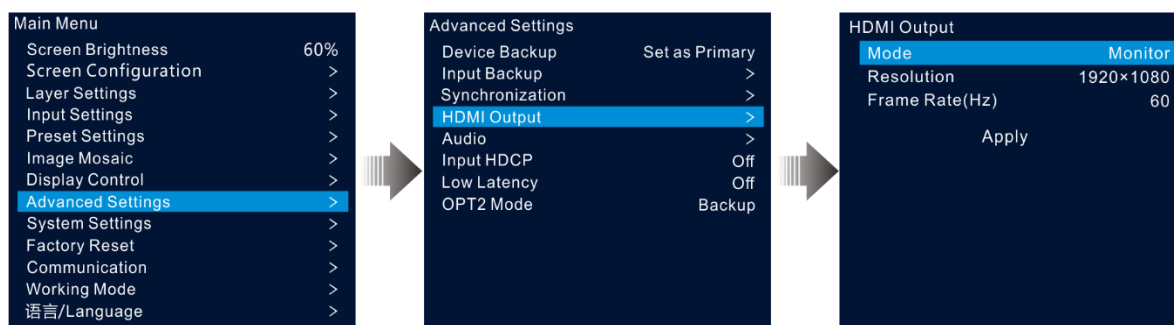 Main Menu
Screen Brightness 60%
Screen Configuration >
Layer Settings >
Input Settings >
Preset Settings >
Image Mosaic >
Display Control >
Advanced Settings >
System Settings >
Factory Reset >
Communication >
Working Mode >
语言/Language >
Advanced Settings
Device Backup Set as Primary
Input Backup >
Synchronization >
HDMI Output >
Audio >
Input HDCP Off
Low Latency Off
OPT2 Mode Backup
HDMI Output
Mode Monitor
Resolution 1920×1080
Frame Rate(Hz) 60
Apply